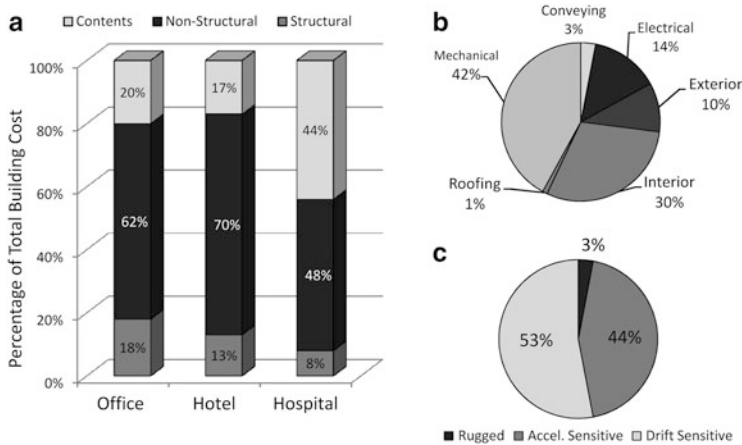 a
Contents Non-Structural Structural
Percentage of Total Building Cost
100%
80%
60%
40%
20%
0%
20%
62%
18%
17%
70%
13%
44%
48%
8%
Office Hotel Hospital
b
Conveying
3%
Electrical
14%
Exterior
10%
Interior
30%
Roofing
1%
Mechanical
42%
c
3%
44%
53%
Rugged Accel. Sensitive Drift Sensitive